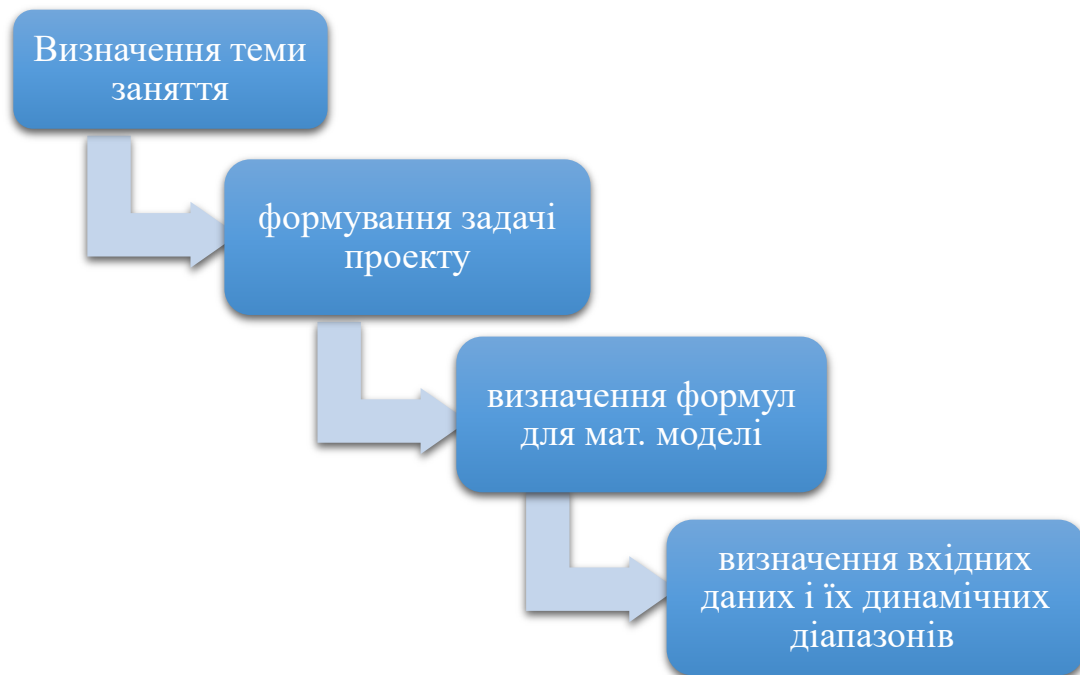 Визначення теми
заняття
формування задачі
проекту
визначення формул
для мат. моделі
визначення вхідних
даних і їх динамічних
діапазонів